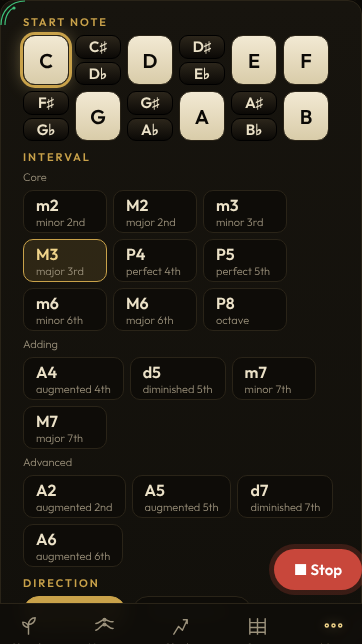 START NOTE
C
C♯
D♭
D
D♯
E♭
E
F
F♯
G♭
G
G♯
A♭
A
A♯
B♭
B
INTERVAL
Core
m2
minor 2nd
M2
major 2nd
m3
minor 3rd
M3
major 3rd
P4
perfect 4th
P5
perfect 5th
m6
minor 6th
M6
major 6th
P8
octave
Adding
A4
augmented 4th
d5
diminished 5th
m7
minor 7th
M7
major 7th
Advanced
A2
augmented 2nd
A5
augmented 5th
d7
diminished 7th
A6
augmented 6th
Stop
DIRECTION